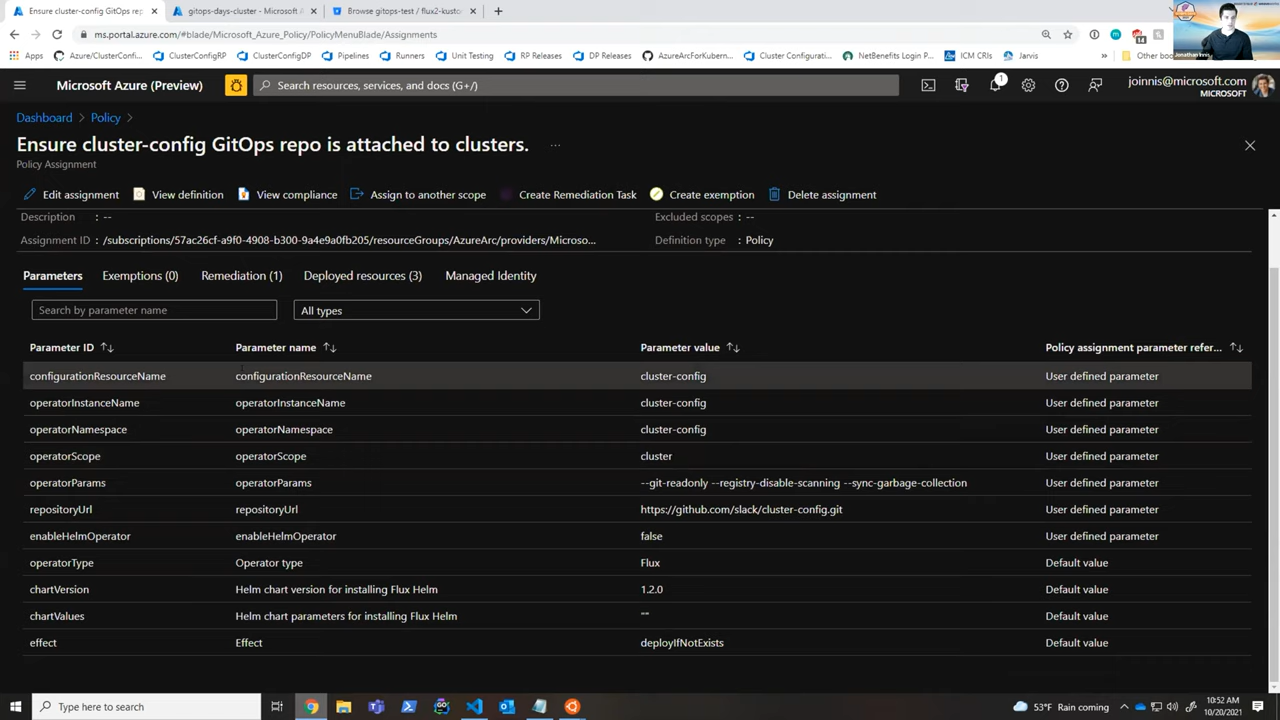 Ensure cluster-config GitOps rep
gitops-days-cluster - Microsoft A
Browse gitops-test / flux2-kusto
ms.portal.azure.com/#blade/Microsoft_Azure_Policy/PolicyMenuBlade/Assignments
Jonathan Innis
Apps
Azure/ClusterConfi...
ClusterConfigRP
ClusterConfigDP
Pipelines
Runners
Unit Testing
RP Releases
DP Releases
AzureArcForKubern...
Cluster Configurati...
NetBenefits Login P...
ICM CRIs
Jarvis
Other boo
Microsoft Azure (Preview)
Search resources, services, and docs (G+/)
1
joinnis@microsoft.com
MICROSOFT
Dashboard > Policy >
Ensure cluster-config GitOps repo is attached to clusters. ...
Policy Assignment
Edit assignment View definition View compliance Assign to another scope Create Remediation Task Create exemption Delete assignment
Description : -- Excluded scopes : --
Assignment ID : /subscriptions/57ac26cf-a9f0-4908-b300-9a4e9a0fb205/resourceGroups/AzureArc/providers/Microso... Definition type : Policy
Parameters Exemptions (0) Remediation (1) Deployed resources (3) Managed Identity
Search by parameter name All types
Parameter ID Parameter name Parameter value Policy assignment parameter refer...
configurationResourceName configurationResourceName cluster-config User defined parameter
operatorInstanceName operatorInstanceName cluster-config User defined parameter
operatorNamespace operatorNamespace cluster-config User defined parameter
operatorScope operatorScope cluster User defined parameter
operatorParams operatorParams --git-readonly --registry-disable-scanning --sync-garbage-collection User defined parameter
repositoryUrl repositoryUrl https://github.com/slack/cluster-config.git User defined parameter
enableHelmOperator enableHelmOperator false User defined parameter
operatorType Operator type Flux Default value
chartVersion Helm chart version for installing Flux Helm 1.2.0 Default value
chartValues Helm chart parameters for installing Flux Helm "" Default value
effect Effect deployIfNotExists Default value
Type here to search
53°F Raining coming
10:52 AM
10/20/2021